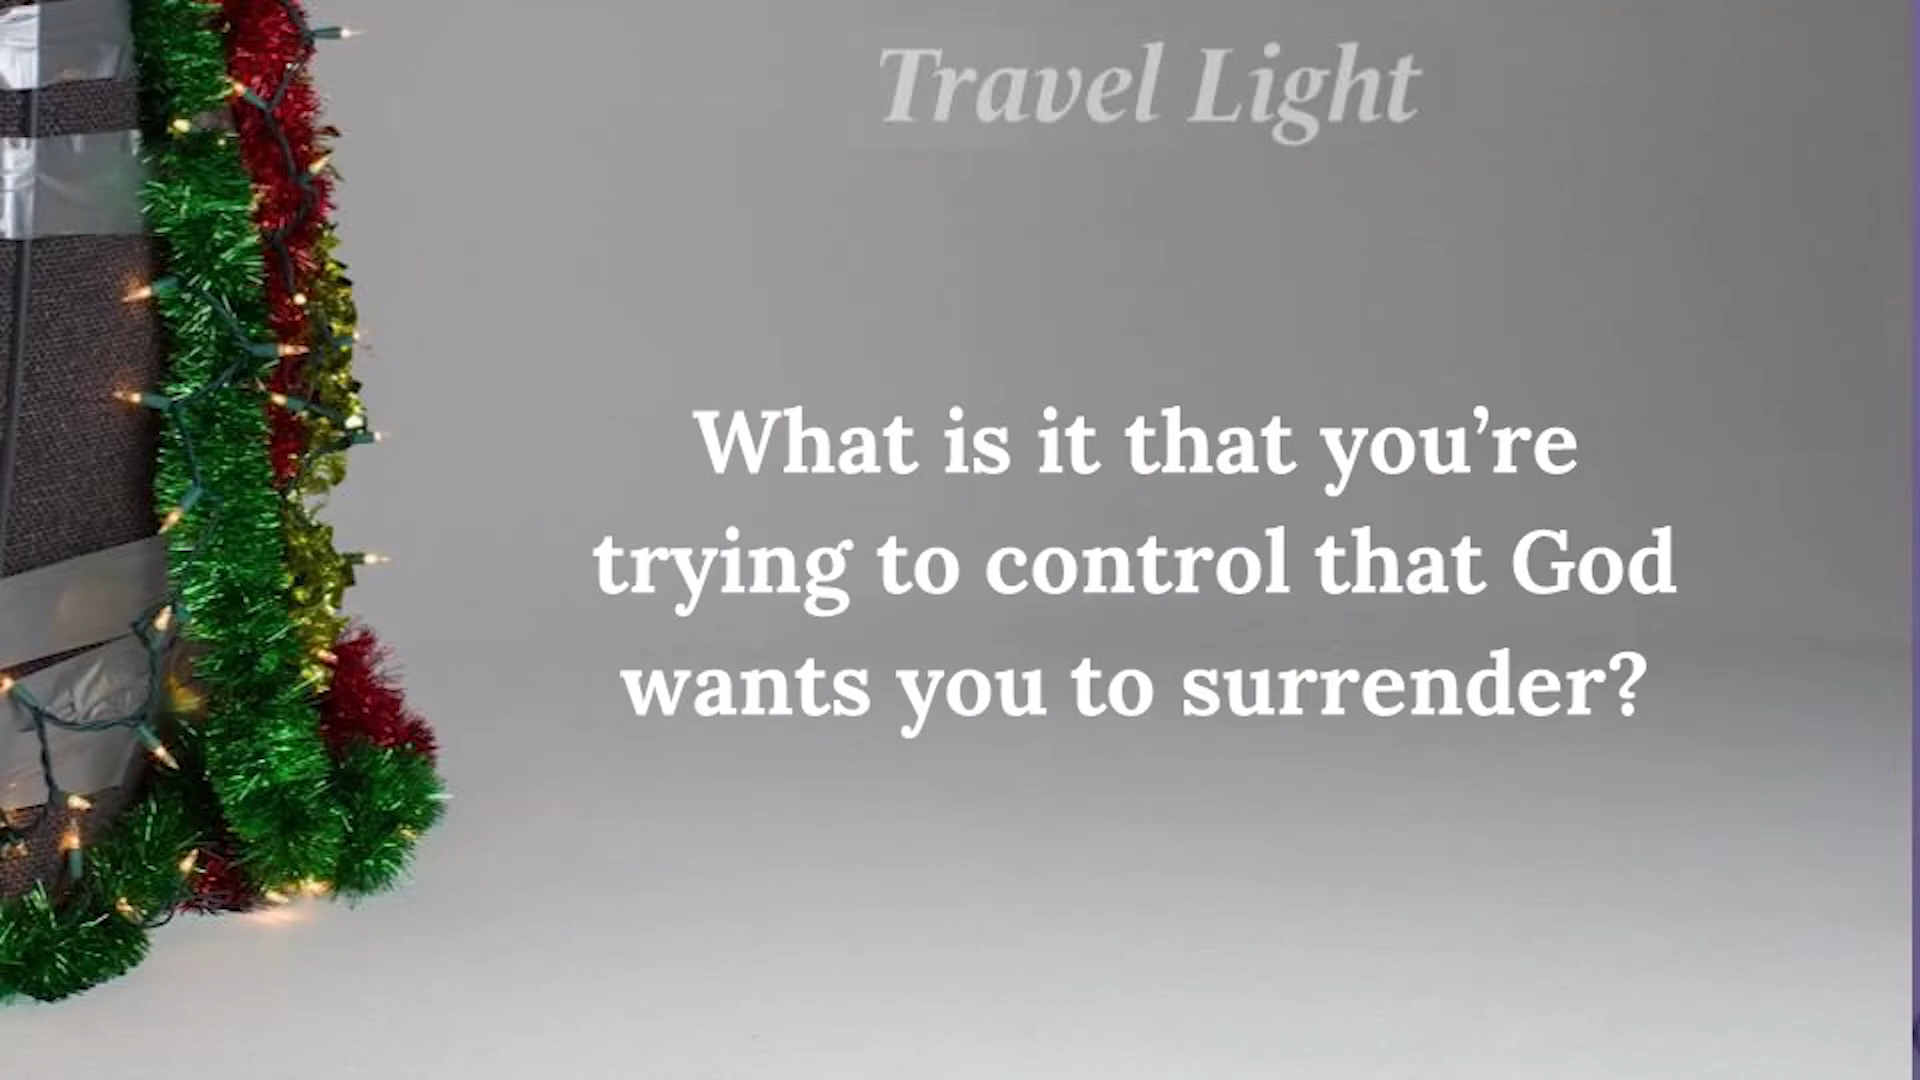 Travel Light
What is it that you’re
trying to control that God
wants you to surrender?